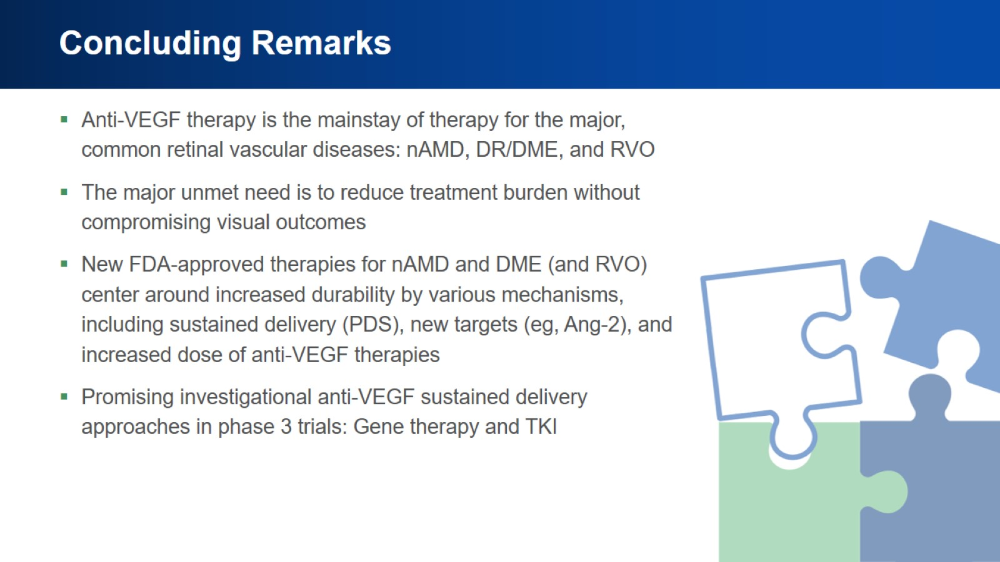 Concluding Remarks
▪ Anti-VEGF therapy is the mainstay of therapy for the major,
common retinal vascular diseases: nAMD, DR/DME, and RVO
▪ The major unmet need is to reduce treatment burden without
compromising visual outcomes
▪ New FDA-approved therapies for nAMD and DME (and RVO)
center around increased durability by various mechanisms,
including sustained delivery (PDS), new targets (eg, Ang-2), and
increased dose of anti-VEGF therapies
▪ Promising investigational anti-VEGF sustained delivery
approaches in phase 3 trials: Gene therapy and TKI